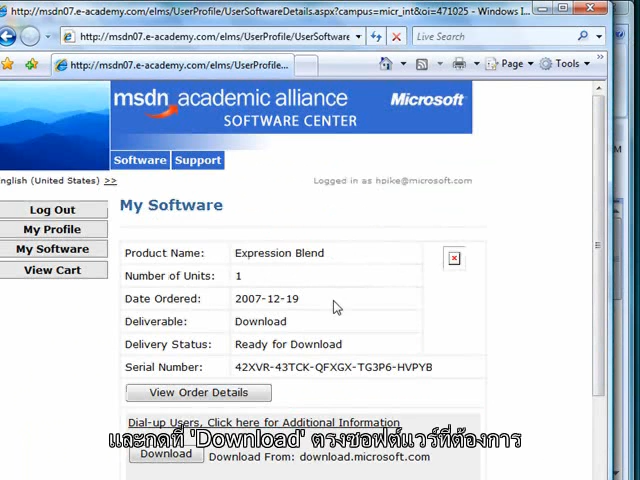 http://msdn07.e-academy.com/elms/UserProfile/UserSoftwareDetails.aspx?campus=micr_int&oi=471025 - Windows I...
http://msdn07.e-academy.com/elms/UserProfile/UserSoftware
Live Search
http://msdn07.e-academy.com/elms/UserProfile...
Page
Tools
msdn academic alliance
SOFTWARE CENTER
Microsoft
Software
Support
nglish (United States) >>
Logged in as hpike@microsoft.com
Log Out
My Profile
My Software
View Cart
My Software
Product Name: Expression Blend
Number of Units: 1
Date Ordered: 2007-12-19
Deliverable: Download
Delivery Status: Ready for Download
Serial Number: 42XVR-43TCK-QFXGX-TG3P6-HVPYB
View Order Details
Dial-up Users, Click here for Additional Information
และกดที่ 'Download' ตรงซอฟต์แวร์ที่ต้องการ
Download
Download From: download.microsoft.com